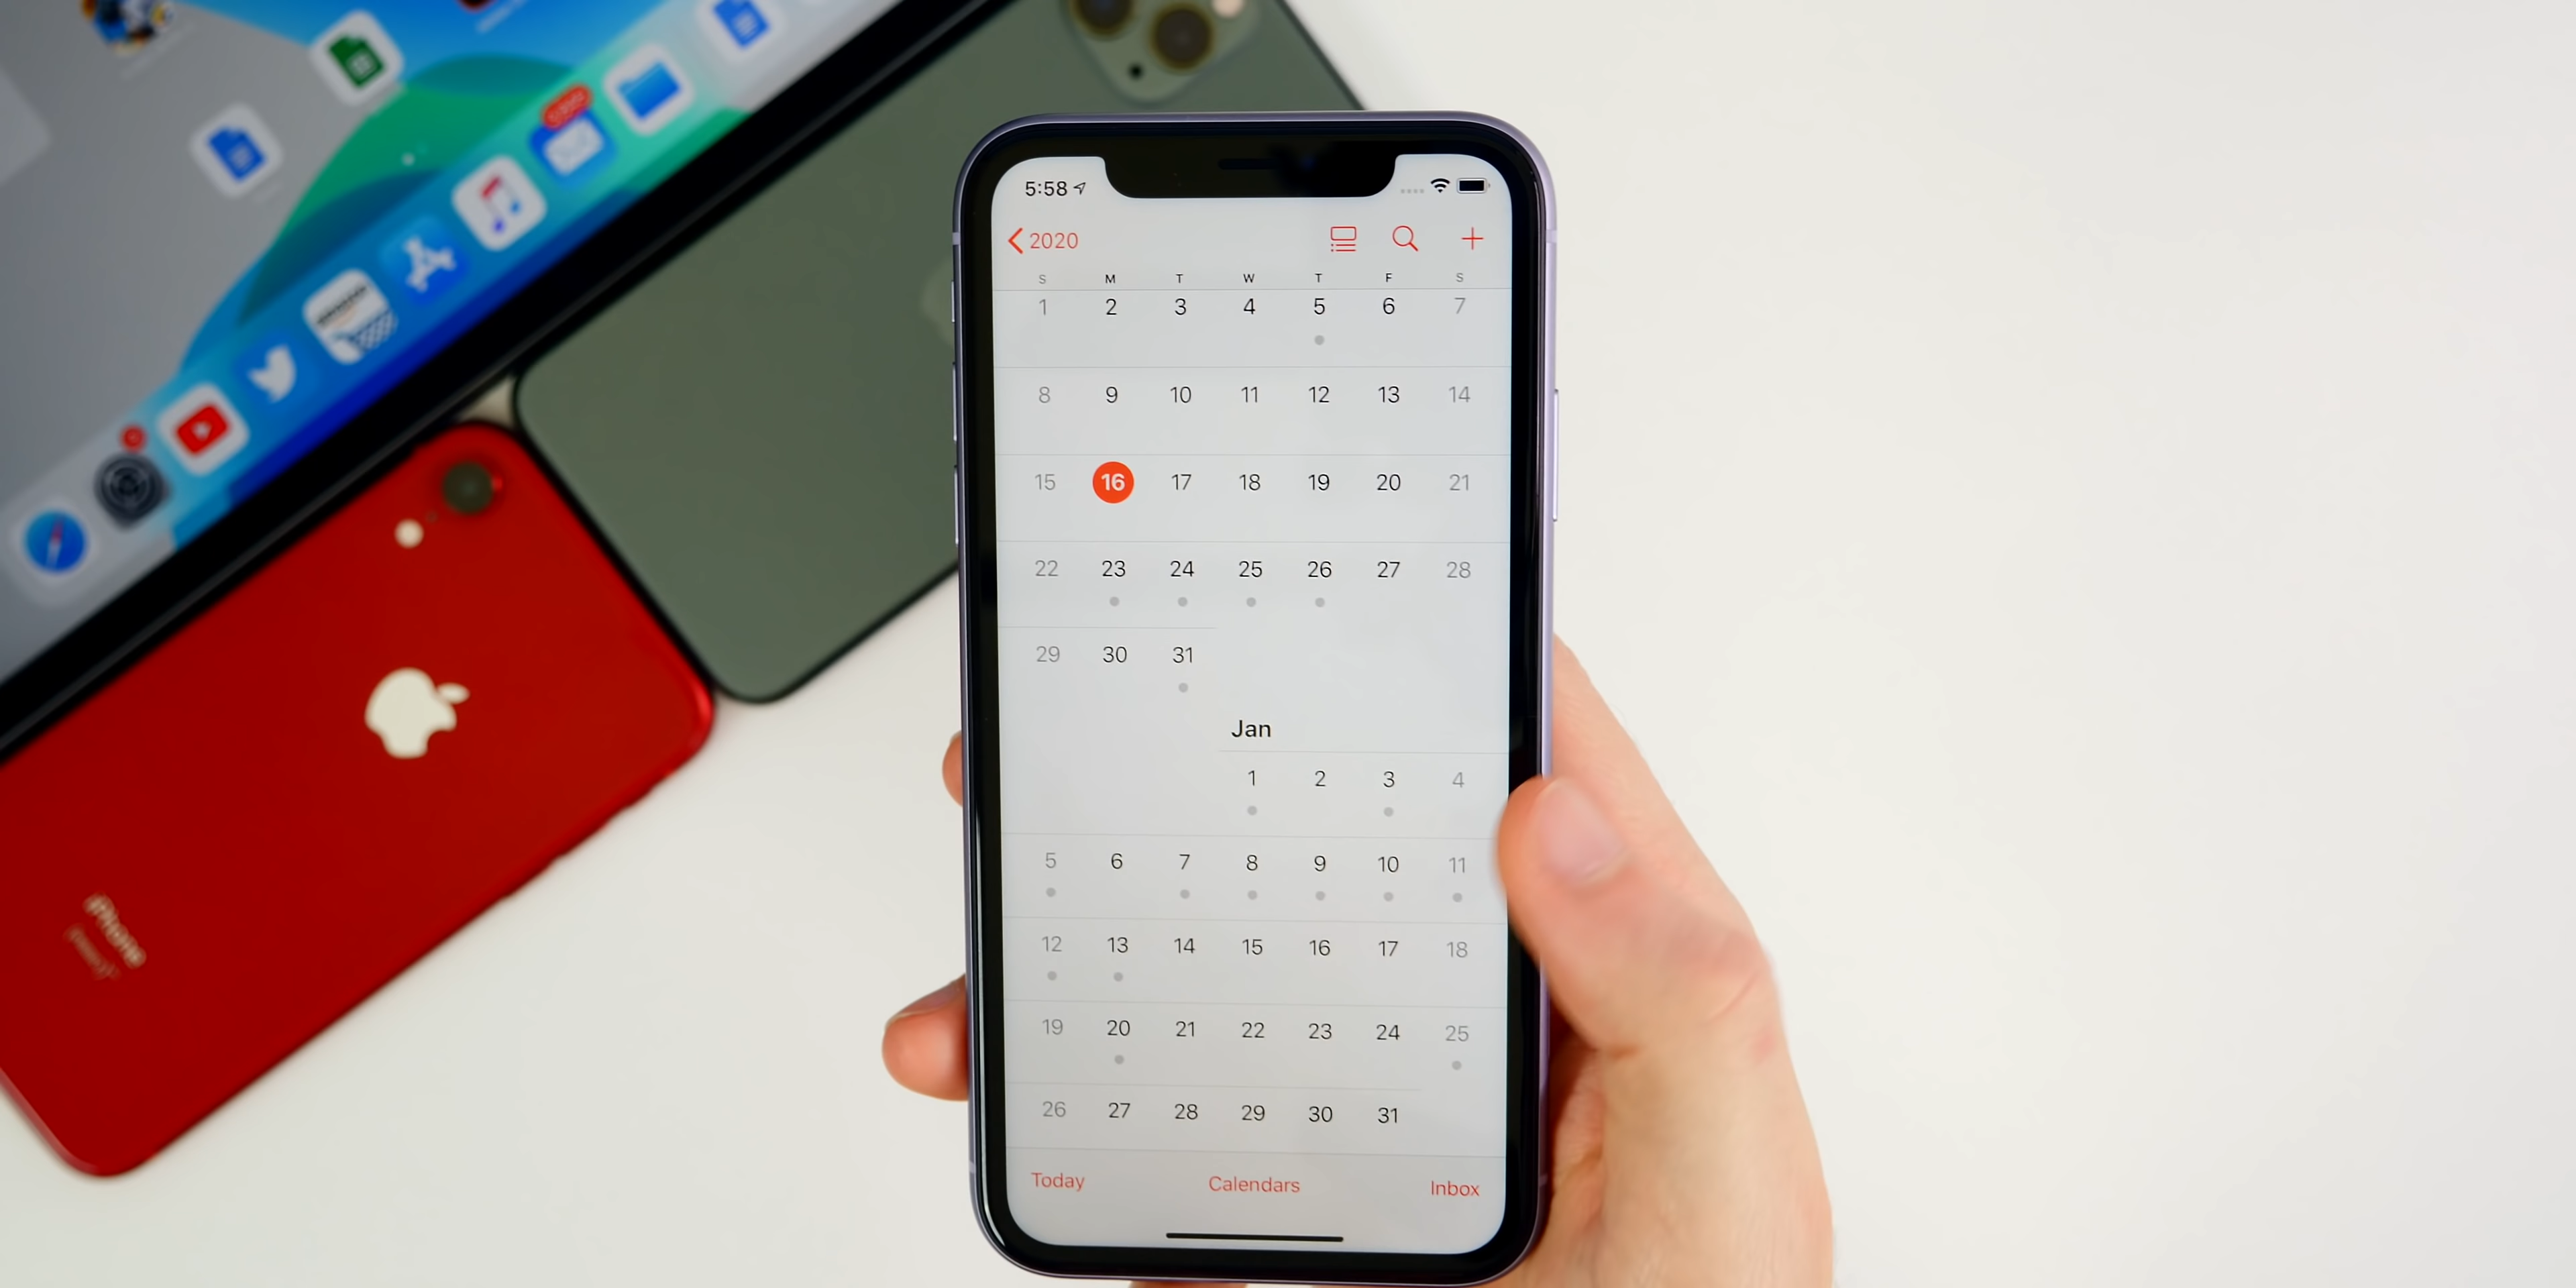 5:58
2020
S M T W T F S
1 2 3 4 5 6 7
8 9 10 11 12 13 14
15 16 17 18 19 20 21
22 23 24 25 26 27 28
29 30 31
Jan
1 2 3 4
5 6 7 8 9 10 11
12 13 14 15 16 17 18
19 20 21 22 23 24 25
26 27 28 29 30 31
Today Calendars Inbox
iPhone